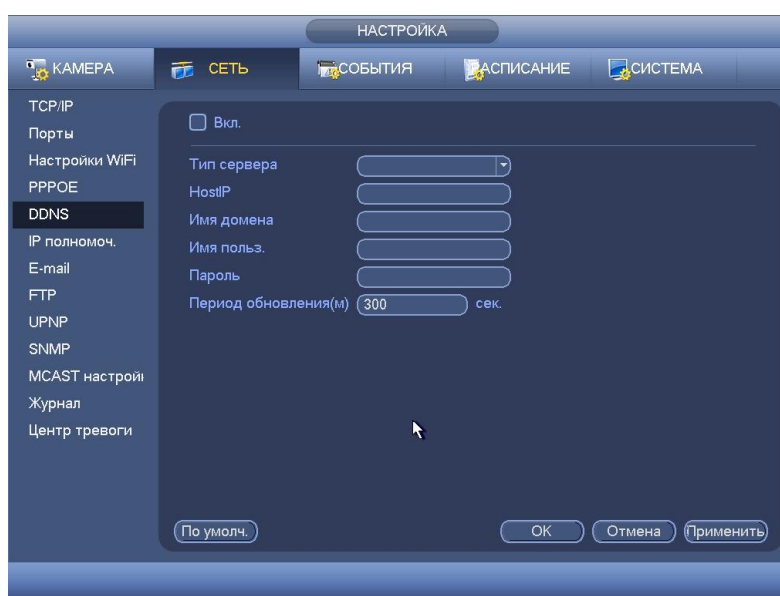 НАСТРОЙКА
КАМЕРА СЕТЬ СОБЫТИЯ АСПИСАНИЕ СИСТЕМА
TCP/IP
Порты
Настройки WiFi
PPPOE
DDNS
IP полномоч.
E-mail
FTP
UPNP
SNMP
MCAST настрой
Журнал
Центр тревоги
Вкл.
Тип сервера
HostIP
Имя домена
Имя польз.
Пароль
Период обновления(м) 300 сек.
По умолч. OK Отмена Применить